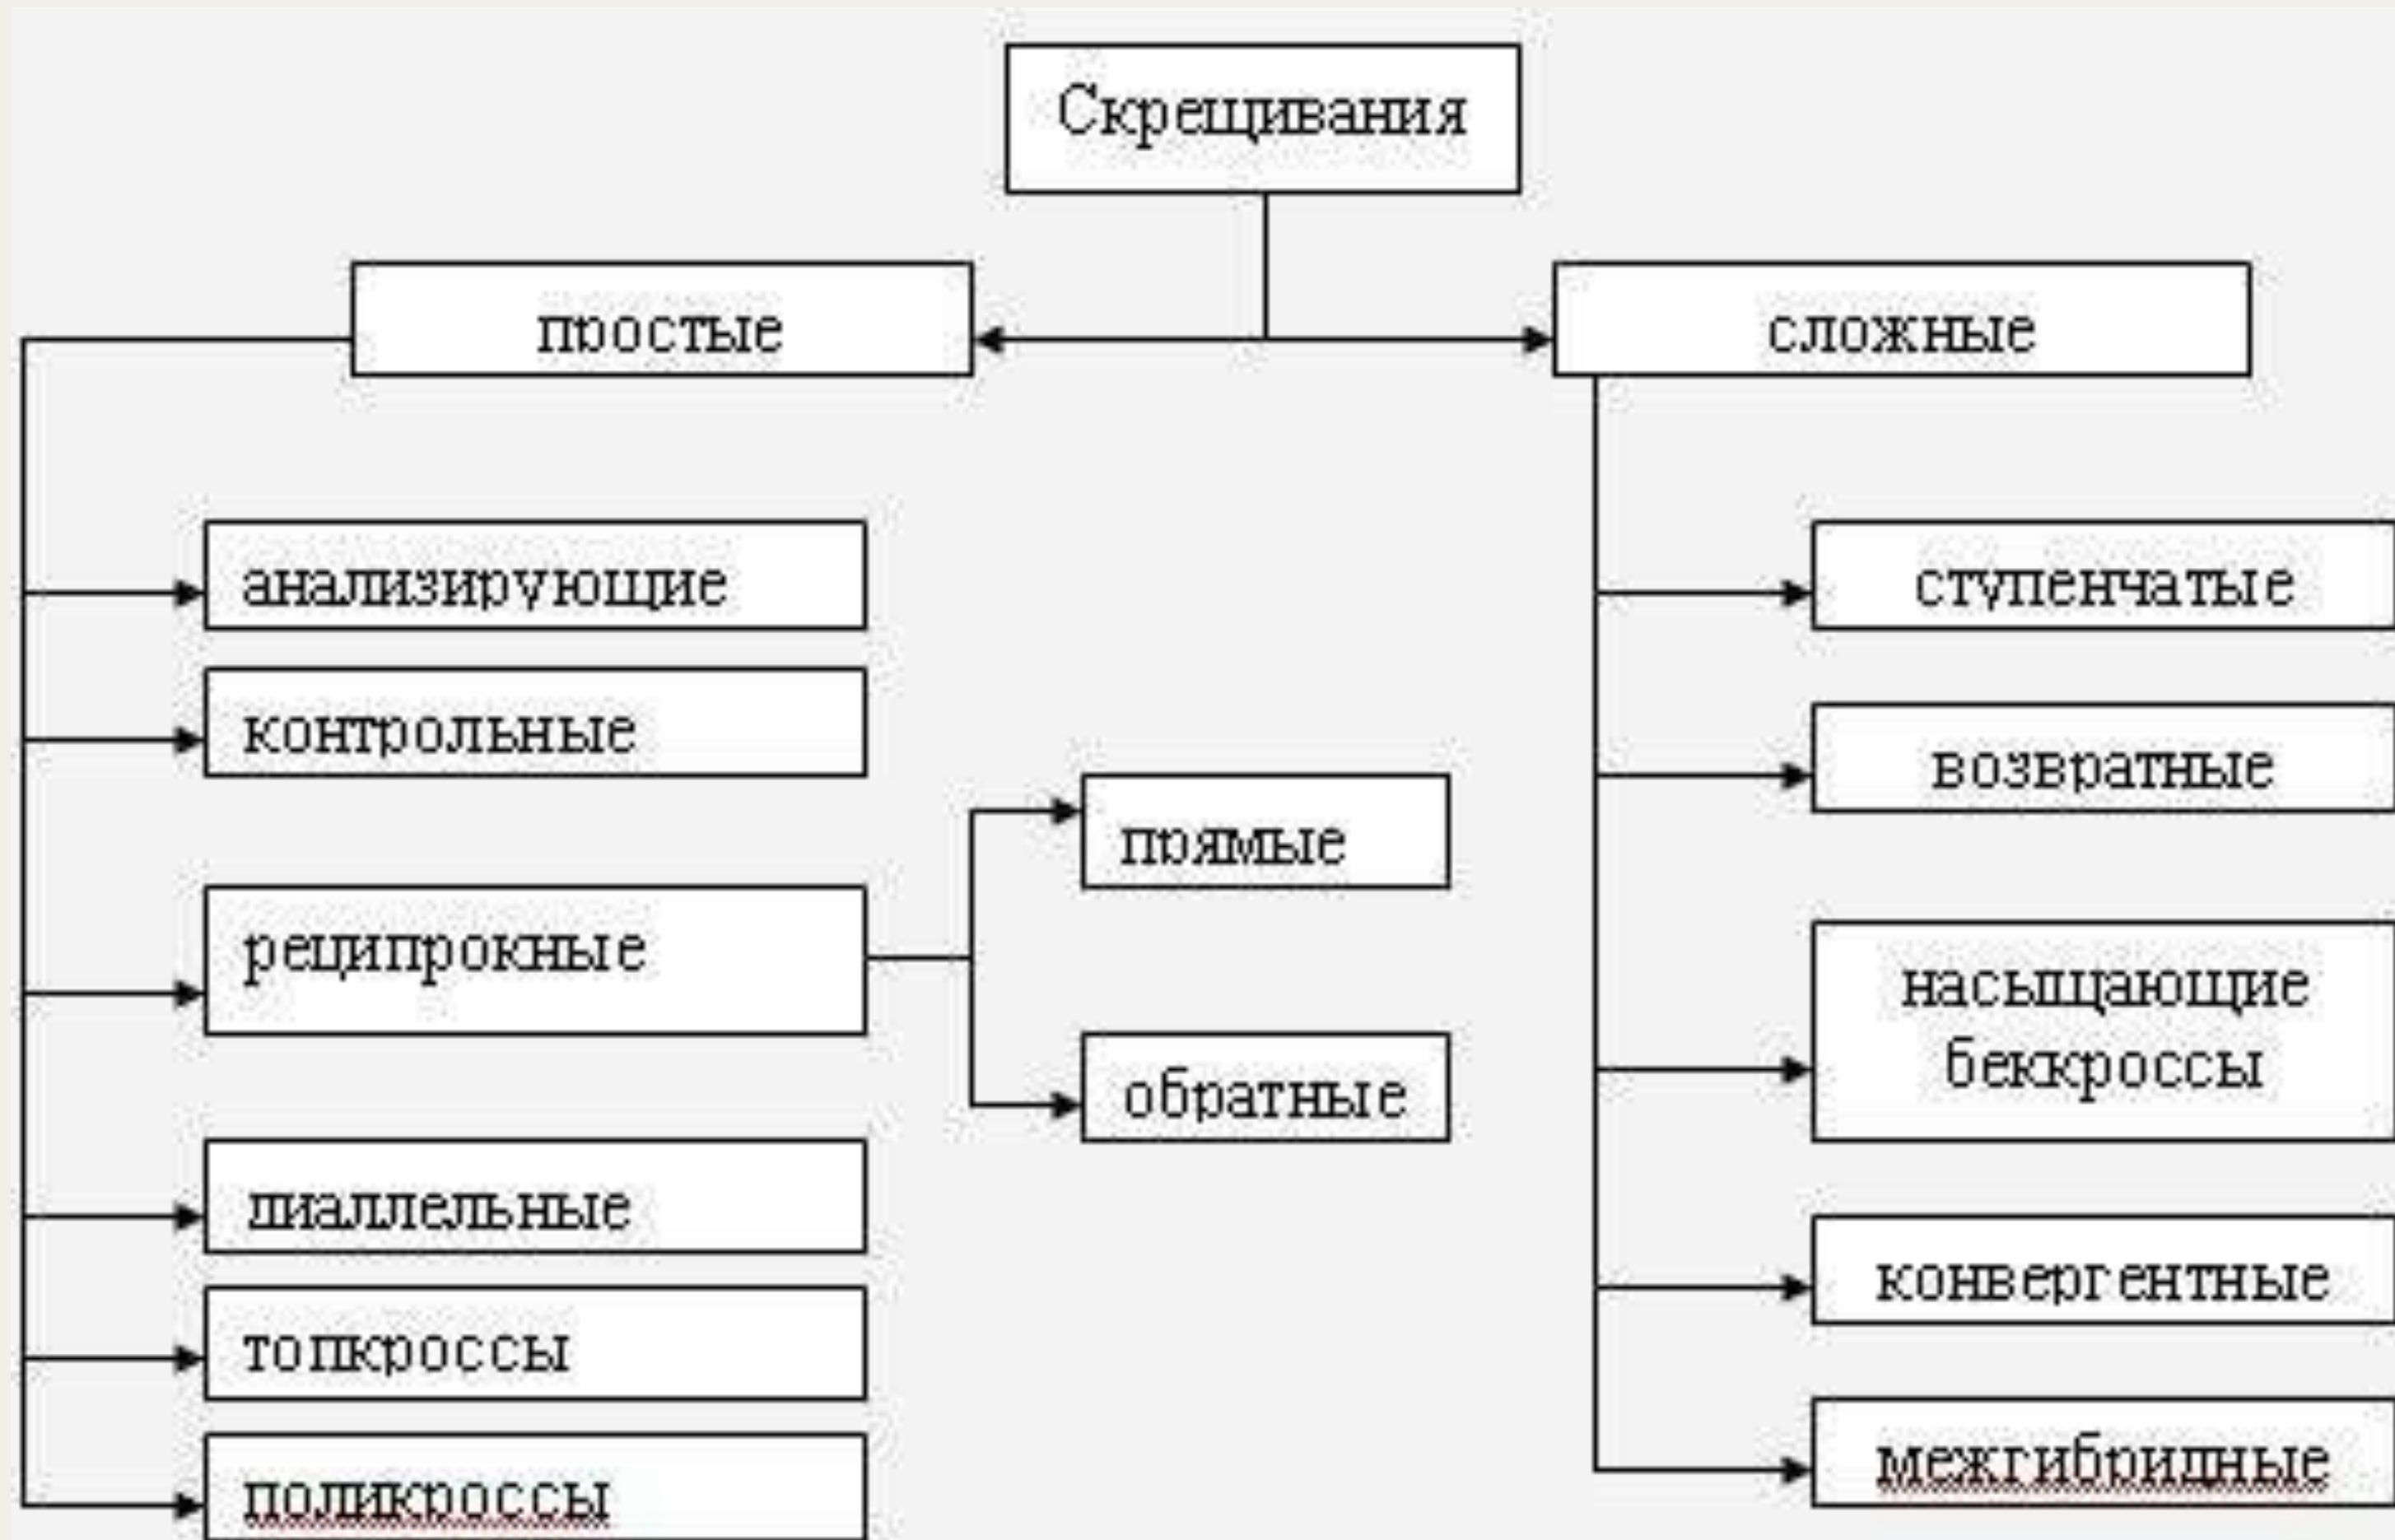 Скрещивания
простые
сложные
анализирующие
контрольные
реципрокные
диаллельные
топкроссы
поликроссы
прямые
обратные
ступенчатые
возвратные
насыщающие
беккроссы
конвергентные
межгибридные